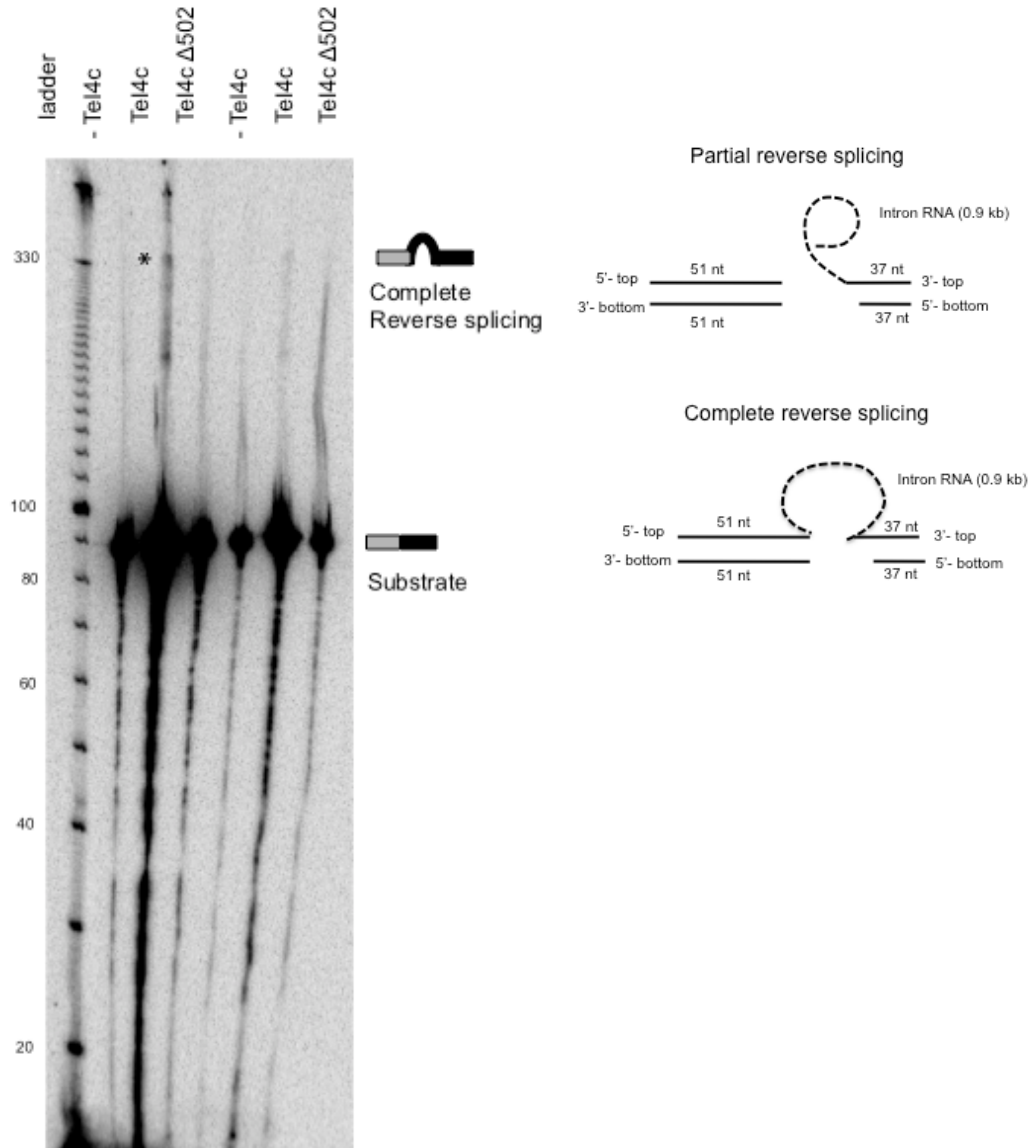 ladder
- Tel4c
Tel4c
Tel4c Δ502
- Tel4c
Tel4c
Tel4c Δ502
330
100
80
60
40
20
*
Complete
Reverse splicing
Substrate
Partial reverse splicing
Intron RNA (0.9 kb)
51 nt
37 nt
5'- top
3'- top
3'- bottom
5'- bottom
51 nt
37 nt
Complete reverse splicing
Intron RNA (0.9 kb)
51 nt
37 nt
5'- top
3'- top
3'- bottom
5'- bottom
51 nt
37 nt